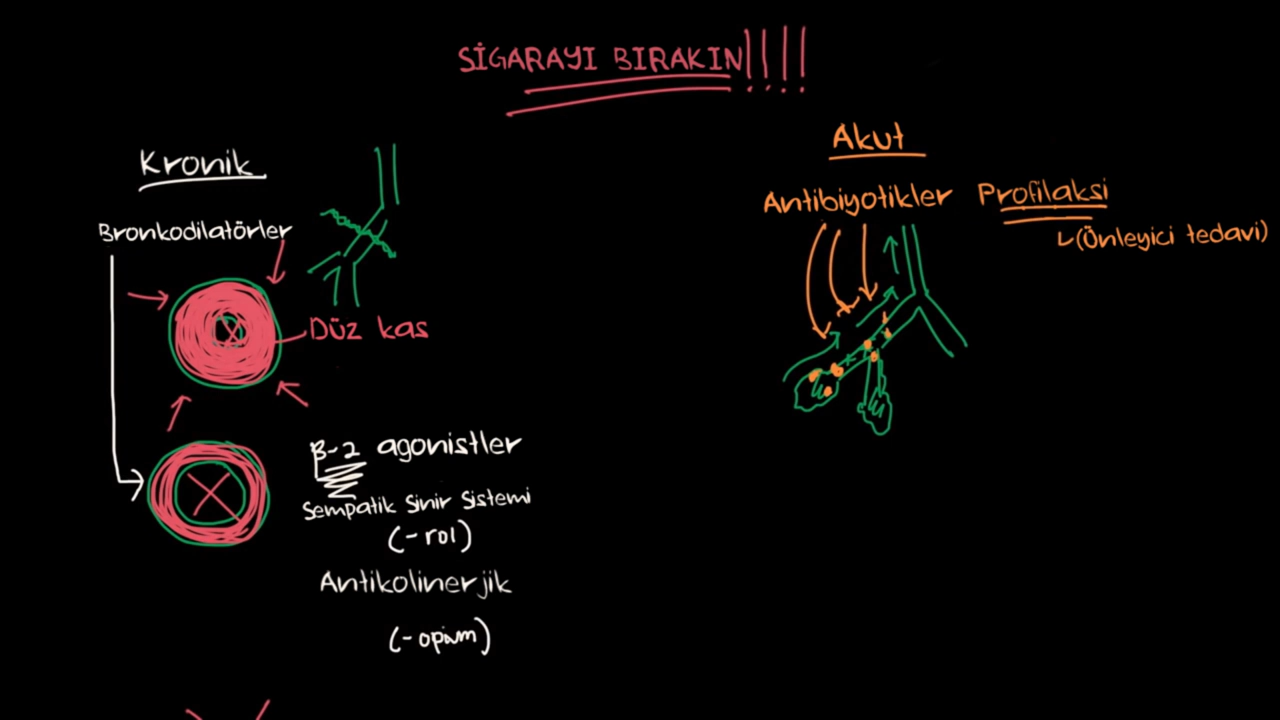 SİGARAYI BIRAKIN!!!!
Kronik
Bronkodilatörler
Düz kas
B-2 agonistler
Sempatik Sinir Sistemi
(-rol)
Antikolinerjik
(-opium)
Akut
Antibiyotikler Profilaksi
(Önleyici tedavi)